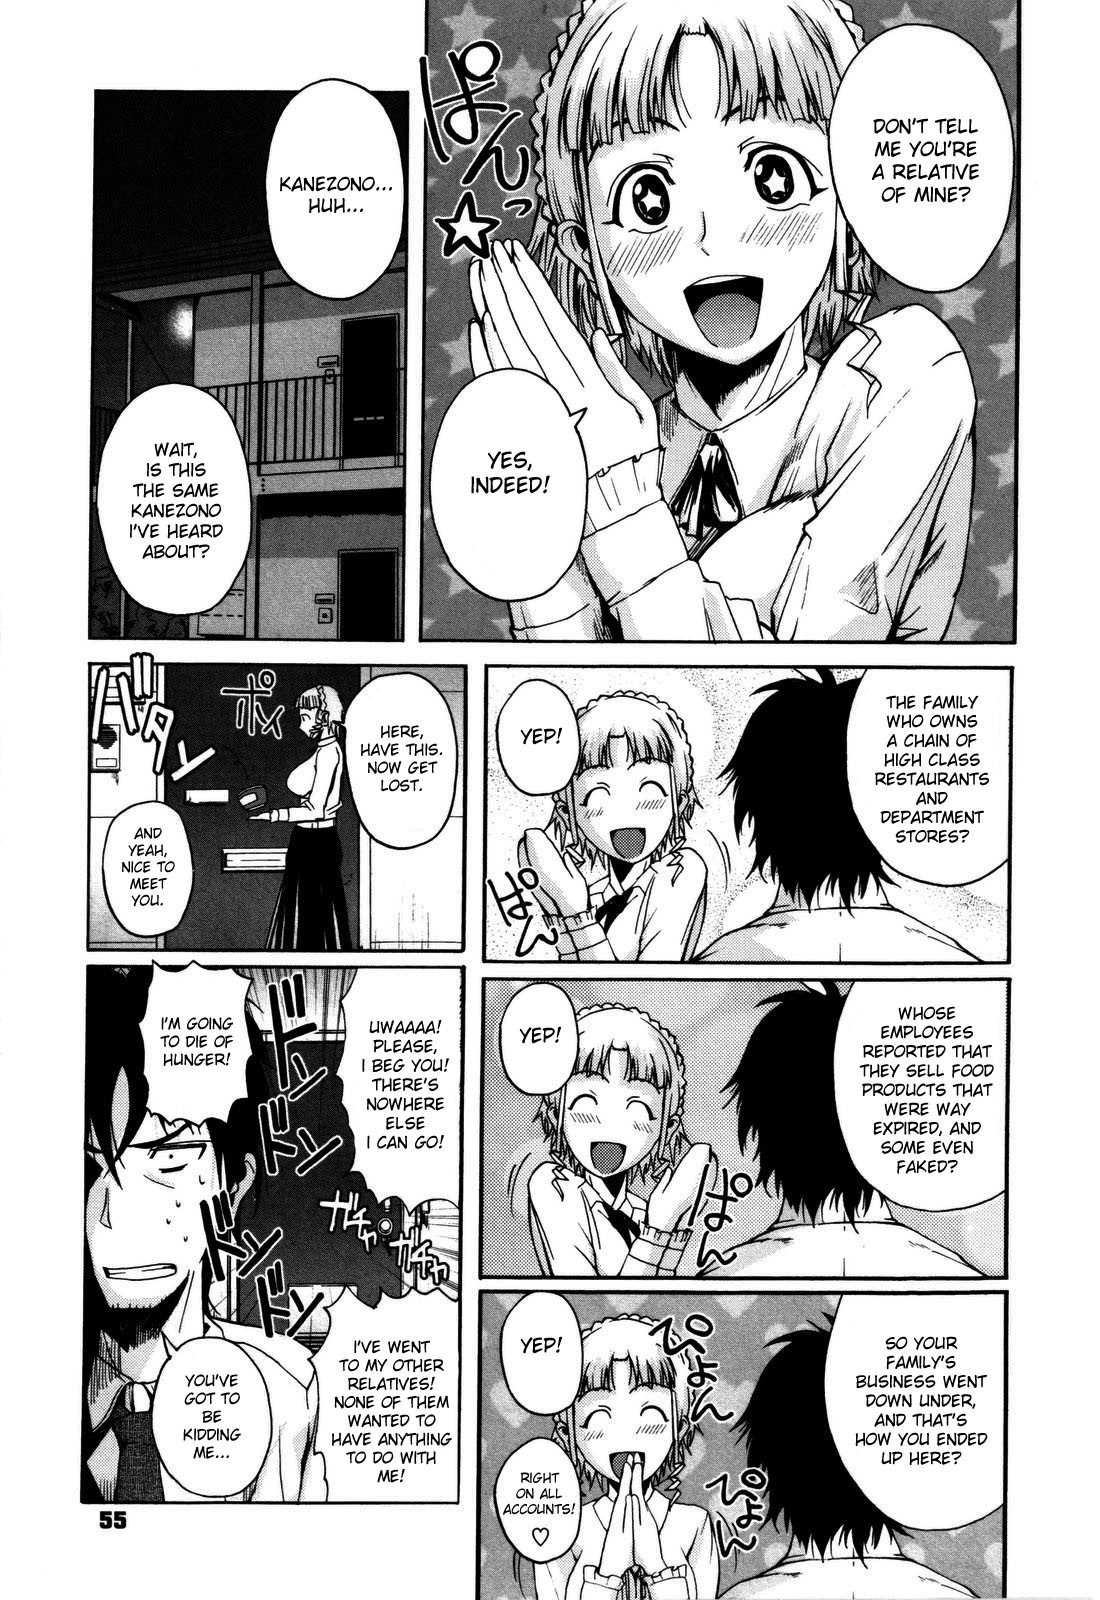 DON'T TELL
ME YOU'RE
A RELATIVE
OF MINE?
ぱんっ
YES,
INDEED!
KANEZONO...
HUH...
WAIT,
IS THIS
THE SAME
KANEZONO
I'VE HEARD
ABOUT?
THE FAMILY
WHO OWNS
A CHAIN OF
HIGH CLASS
RESTAURANTS
AND
DEPARTMENT
STORES?
YEP!
ぱん
WHOSE
EMPLOYEES
REPORTED THAT
THEY SELL FOOD
PRODUCTS THAT
WERE WAY
EXPIRED, AND
SOME EVEN
FAKED?
YEP!
ぱん
SO YOUR
FAMILY'S
BUSINESS WENT
DOWN UNDER,
AND THAT'S
HOW YOU ENDED
UP HERE?
YEP!
ぴょん
ぴょん
RIGHT
ON ALL
ACCOUNTS!
♡
HERE,
HAVE THIS.
NOW GET
LOST.
ポイ
バタン
AND
YEAH,
NICE TO
MEET
YOU.
UWAAAA!
PLEASE,
I BEG YOU!
THERE'S
NOWHERE
ELSE
I CAN GO!
I'M GOING
TO DIE OF
HUNGER!
ドンドン
ガチャ
ガチャ
ドンドン
I'VE WENT
TO MY OTHER
RELATIVES!
NONE OF THEM
WANTED TO
HAVE ANYTHING
TO DO WITH
ME!
YOU'VE
GOT TO
BE
KIDDING
ME...
55